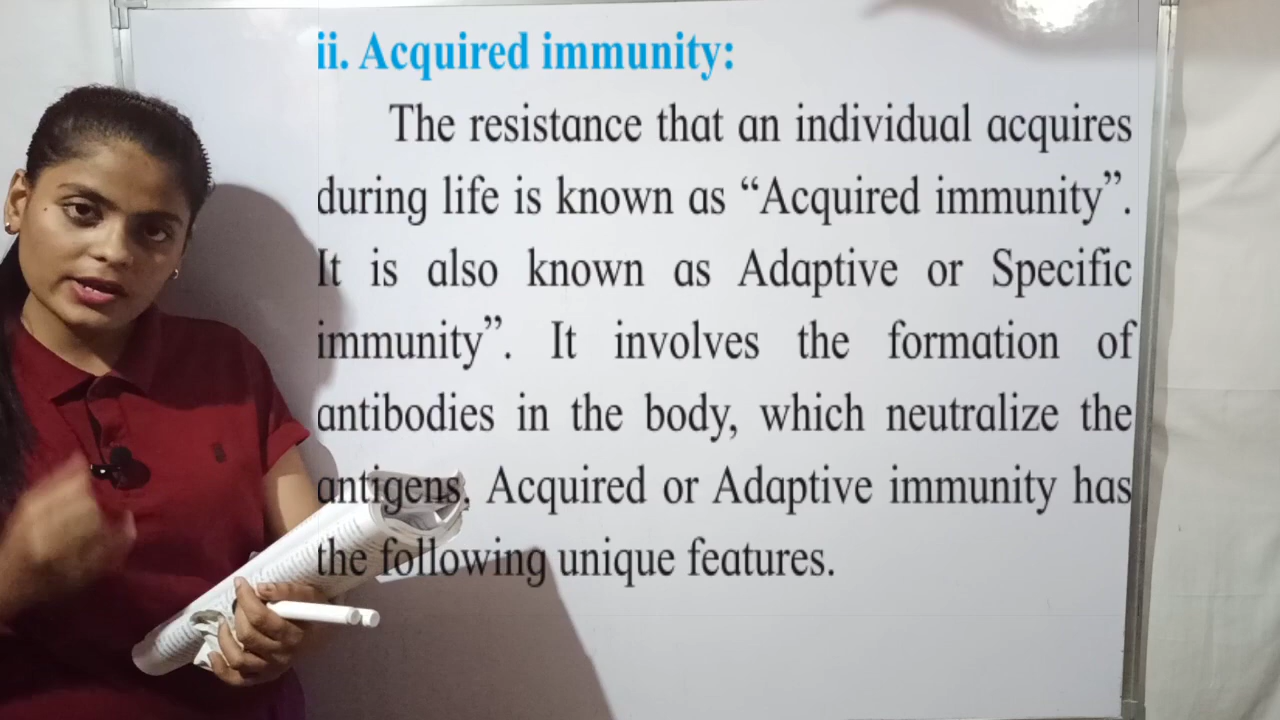 ii. Acquired immunity:
The resistance that an individual acquires
during life is known as “Acquired immunity”.
It is also known as Adaptive or Specific
immunity”. It involves the formation of
antibodies in the body, which neutralize the
antigens. Acquired or Adaptive immunity has
the following unique features.